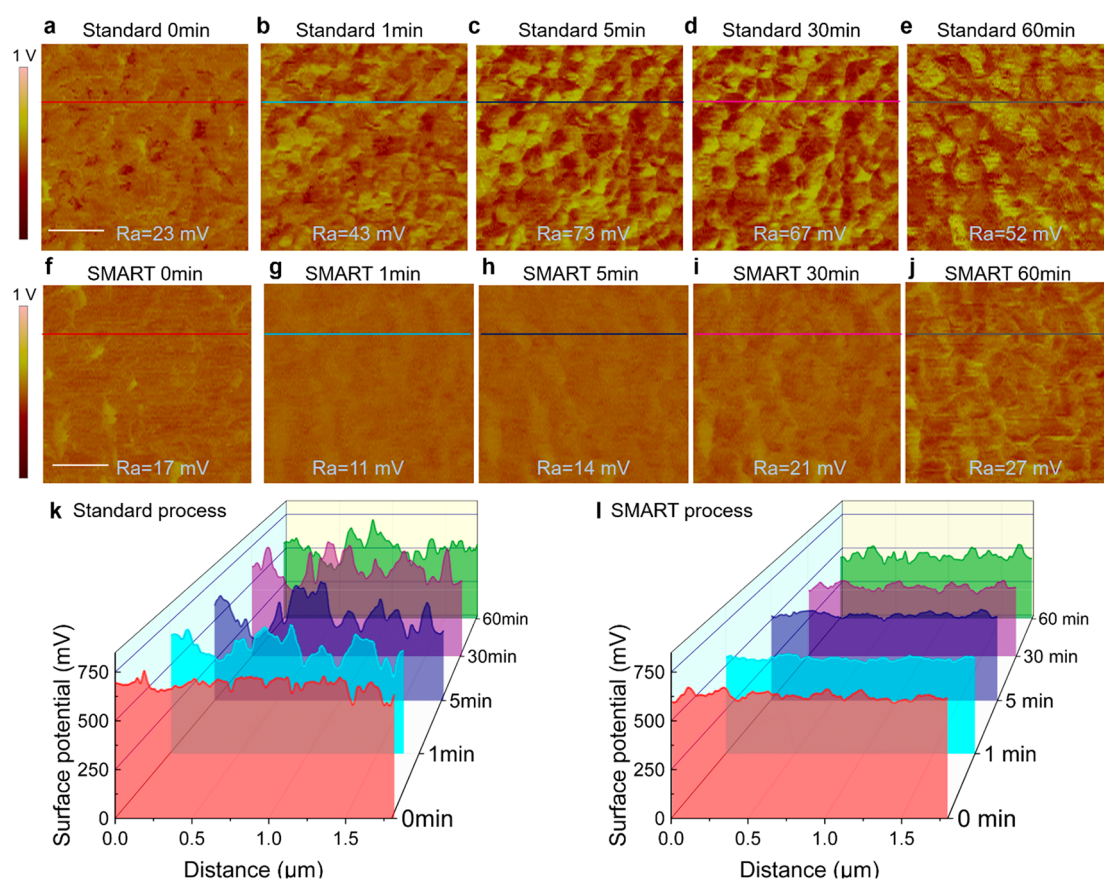 a Standard 0min
b Standard 1min
c Standard 5min
d Standard 30min
e Standard 60min
1 V
Ra=23 mV
Ra=43 mV
Ra=73 mV
Ra=67 mV
Ra=52 mV
f SMART 0min
g SMART 1min
h SMART 5min
i SMART 30min
j SMART 60min
1 V
Ra=17 mV
Ra=11 mV
Ra=14 mV
Ra=21 mV
Ra=27 mV
k Standard process
Surface potential (mV)
750
500
250
0
0.0
0.5
1.0
1.5
Distance (μm)
60min
30min
5min
1min
0min
l SMART process
Surface potential (mV)
750
500
250
0
0.0
0.5
1.0
1.5
Distance (μm)
60 min
30 min
5 min
1 min
0 min